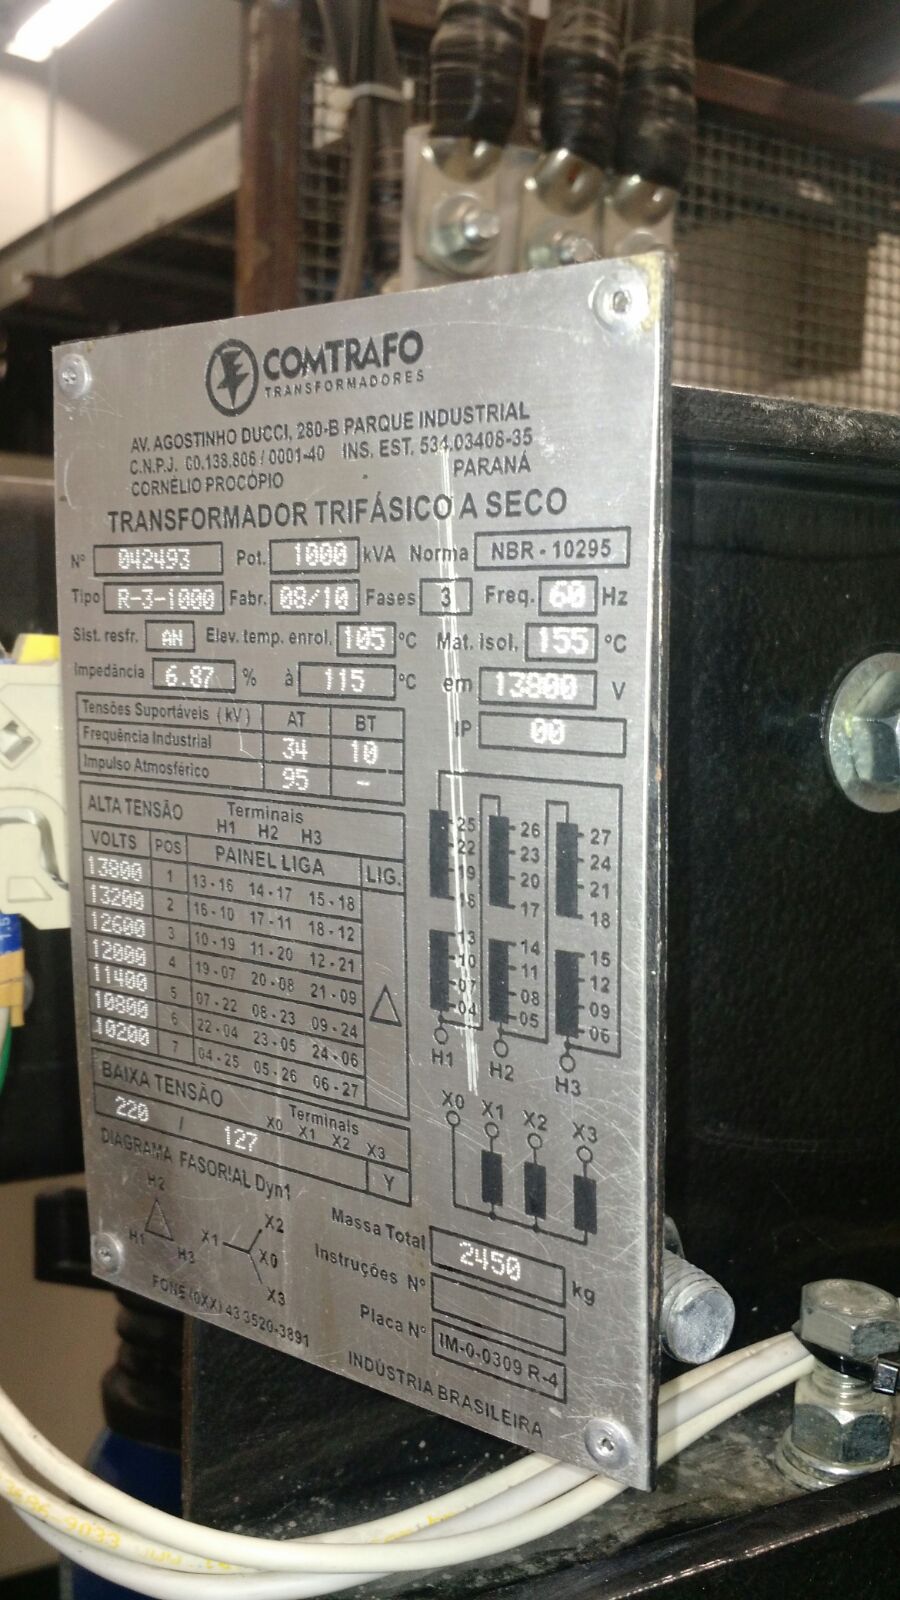 COMTRAFO
TRANSFORMADORES
AV. AGOSTINHO DUCCI, 280-B PARQUE INDUSTRIAL
C.N.P.J. 00.138.806 / 0001-40 INS. EST. 534.03408-35
CORNÉLIO PROCÓPIO PARANÁ
TRANSFORMADOR TRIFÁSICO A SECO
Nº 042493 Pot. 1000 kVA Norma NBR - 10295
Tipo R-3-1000 Fabr. 08/10 Fases 3 Freq. 60 Hz
Sist. resfr. AN Elev. temp. enrol. 105 °C Mat. isol. 155 °C
Impedância 6.87 % à 115 °C em 13800 V
Tensões Suportáveis (kV) AT BT
Frequência Industrial 34 10
Impulso Atmosférico 95 -
IP 00
ALTA TENSÃO Terminais
H1 H2 H3
VOLTS POS PAINEL LIGA LIG.
13800 1 13-16 14-17 15-18
13200 2 16-10 17-11 18-12
12600 3 10-19 11-20 12-21
12000 4 19-07 20-08 21-09
11400 5 07-22 08-23 09-24
10800 6 22-04 23-05 24-06
10200 7 04-25 05-26 06-27
△
25 26 27
22 23 24
19 20 21
16 17 18
13 14 15
10 11 12
07 08 09
04 05 06
H1 H2 H3
BAIXA TENSÃO Terminais
220 / 127 X0 X1 X2 X3 Y
X0 X1 X2 X3
DIAGRAMA FASORIAL Dyn1
H2
H1 H3
X2
X1 X0
X3
Massa Total 2450 kg
Instruções Nº
Placa Nº IM-0-0309 R-4
FONE (0XX) 43 3520-3891
INDÚSTRIA BRASILEIRA